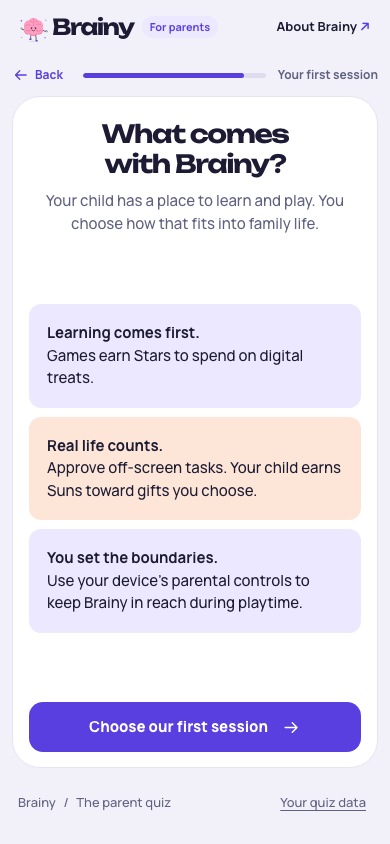 Brainy For parents About Brainy
Back Your first session
What comes
with Brainy?
Your child has a place to learn and play. You
choose how that fits into family life.
Learning comes first.
Games earn Stars to spend on digital
treats.
Real life counts.
Approve off-screen tasks. Your child earns
Suns toward gifts you choose.
You set the boundaries.
Use your device's parental controls to
keep Brainy in reach during playtime.
Choose our first session
Brainy / The parent quiz Your quiz data